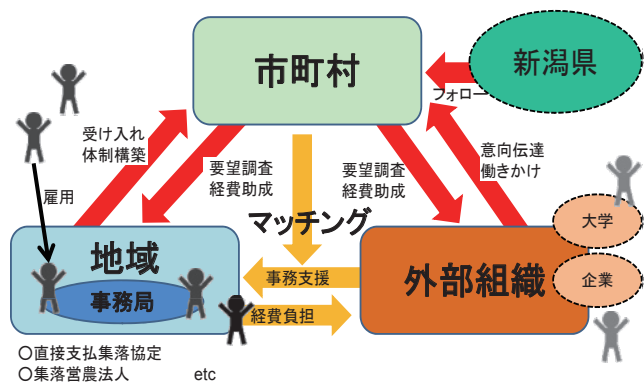 市町村
新潟県
フォロー
受け入れ
体制構築
要望調査
経費助成
要望調査
経費助成
意向伝達
働きかけ
雇用
マッチング
大学
地域
事務局
事務支援
外部組織
企業
経費負担
○直接支払集落協定
○集落営農法人 etc